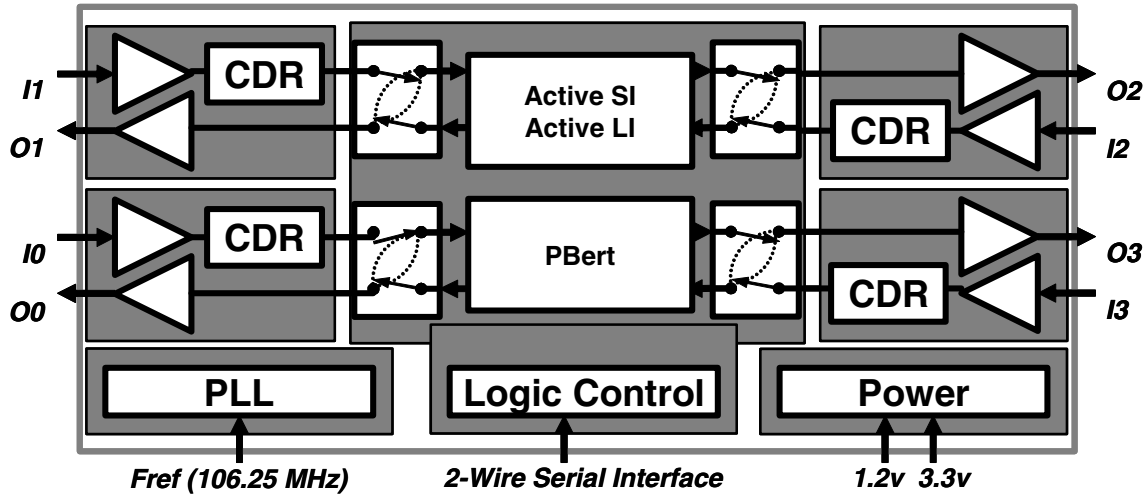 I1
CDR
Active SI
Active LI
O2
O1
CDR
I2
I0
CDR
PBert
O3
O0
CDR
I3
PLL
Logic Control
Power
Fref (106.25 MHz)
2-Wire Serial Interface
1.2v 3.3v